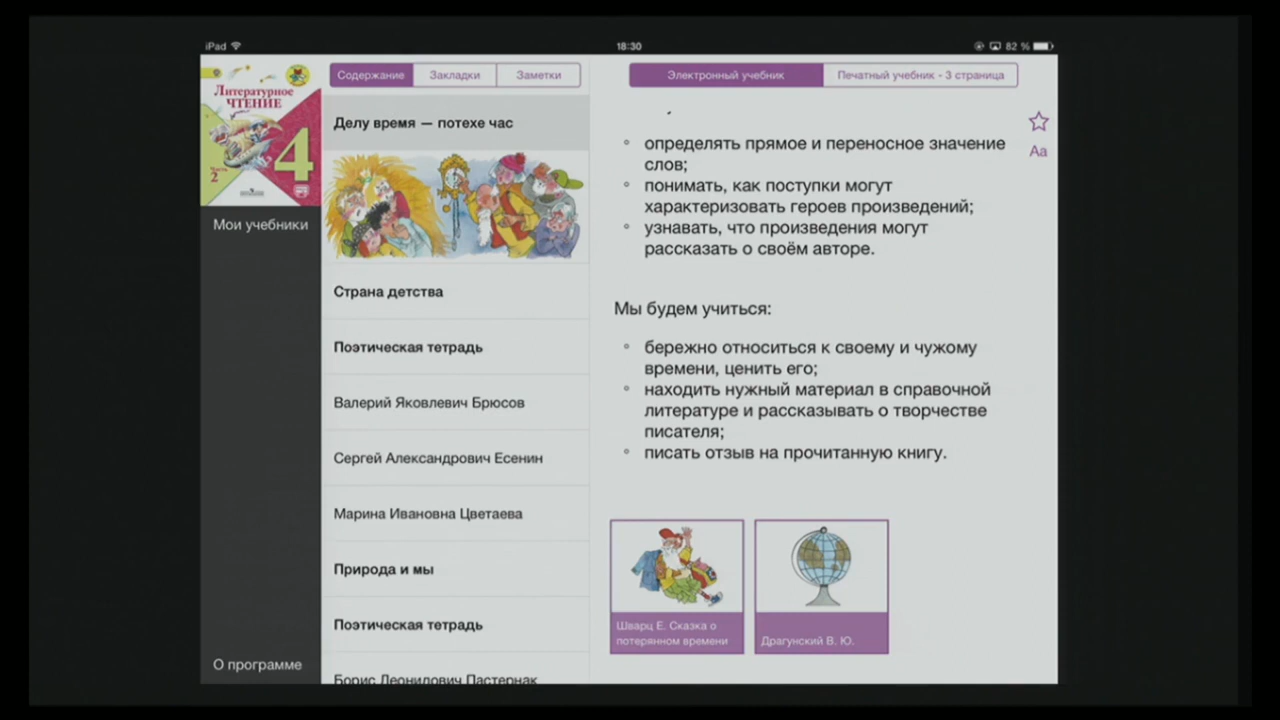 iPad
18:30
82 %
Литературное
ЧТЕНИЕ
4
Часть
2
Мои учебники
О программе
Содержание
Закладки
Заметки
Делу время — потехе час
Страна детства
Поэтическая тетрадь
Валерий Яковлевич Брюсов
Сергей Александрович Есенин
Марина Ивановна Цветаева
Природа и мы
Поэтическая тетрадь
Борис Леонидович Пастернак
Электронный учебник
Печатный учебник - 3 страница
Aa
определять прямое и переносное значение
слов;
понимать, как поступки могут
характеризовать героев произведений;
узнавать, что произведения могут
рассказать о своём авторе.
Мы будем учиться:
бережно относиться к своему и чужому
времени, ценить его;
находить нужный материал в справочной
литературе и рассказывать о творчестве
писателя;
писать отзыв на прочитанную книгу.
Шварц Е. Сказка о
потерянном времени
Драгунский В. Ю.